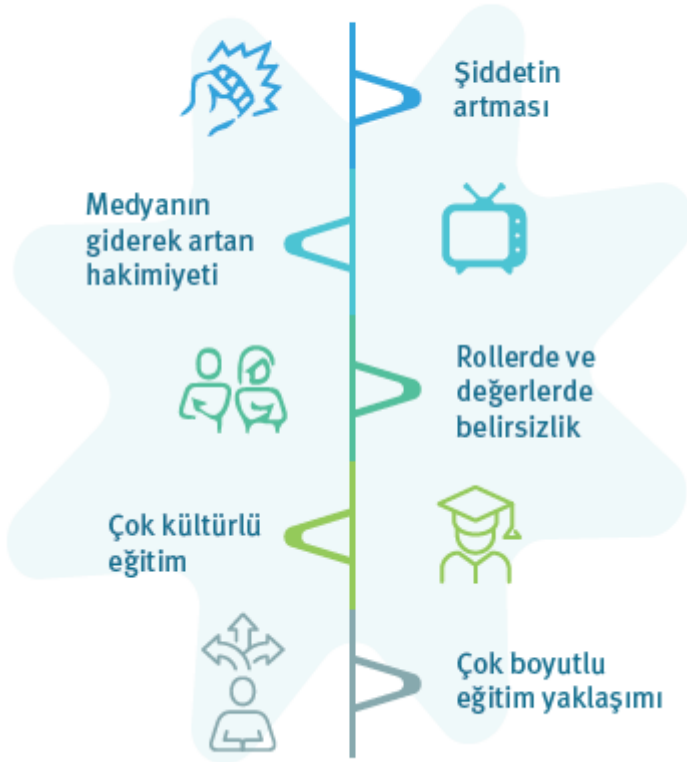 Şiddetin
artması
Medyanın
giderek artan
hakimiyeti
Rollerde ve
değerlerde
belirsizlik
Çok kültürlü
eğitim
Çok boyutlu
eğitim yaklaşımı